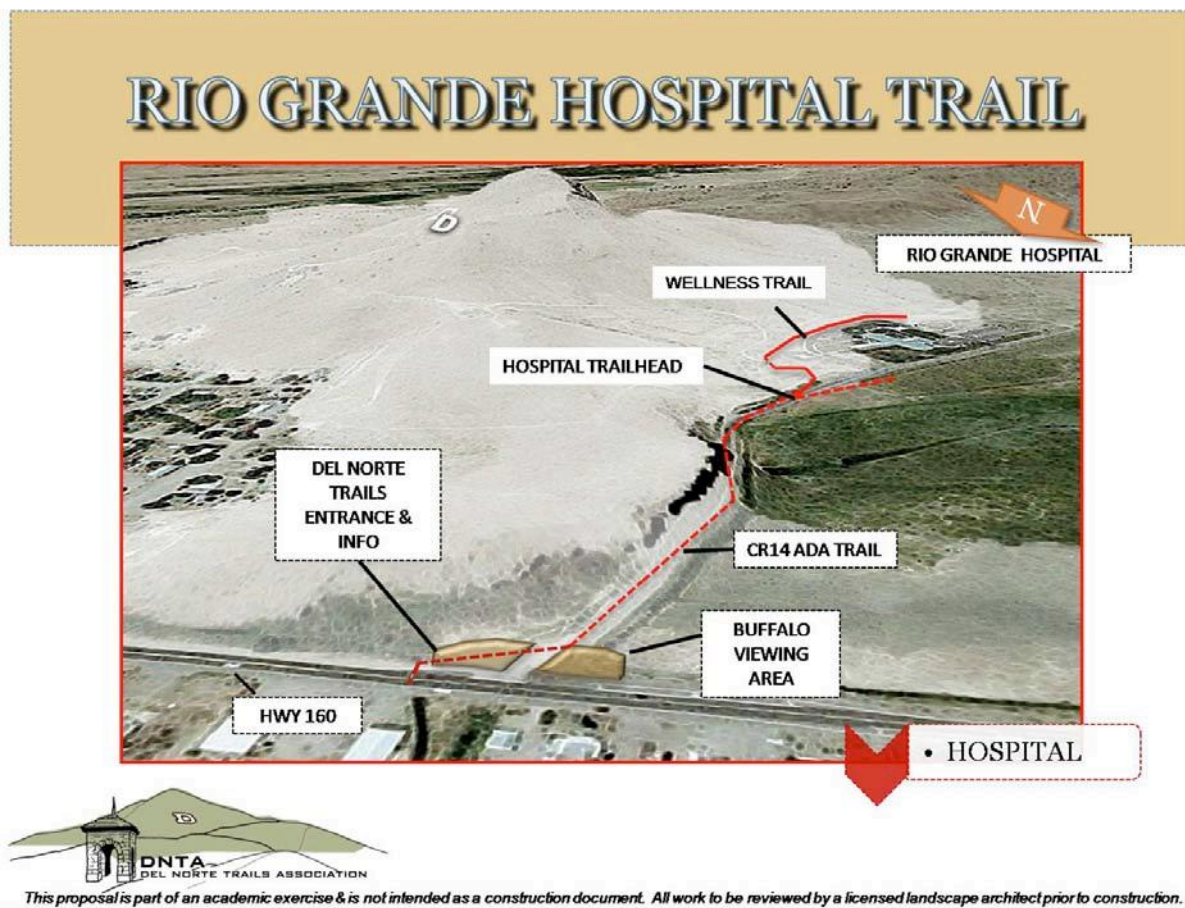 RIO GRANDE HOSPITAL TRAIL
D
N
RIO GRANDE HOSPITAL
WELLNESS TRAIL
HOSPITAL TRAILHEAD
DEL NORTE
TRAILS
ENTRANCE &
INFO
CR14 ADA TRAIL
BUFFALO
VIEWING
AREA
HWY 160
• HOSPITAL
D
DNTA
DEL NORTE TRAILS ASSOCIATION
This proposal is part of an academic exercise & is not intended as a construction document. All work to be reviewed by a licensed landscape architect prior to construction.